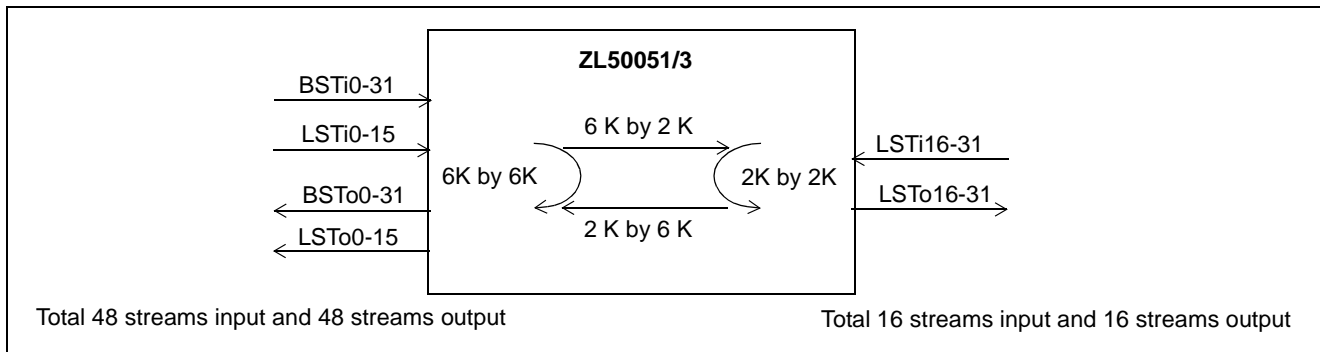 ZL50051/3
BSTi0-31
LSTi0-15
6 K by 2 K
LSTi16-31
6K by 6K
2K by 2K
BSTo0-31
LSTo16-31
2 K by 6 K
LSTo0-15
Total 48 streams input and 48 streams output
Total 16 streams input and 16 streams output